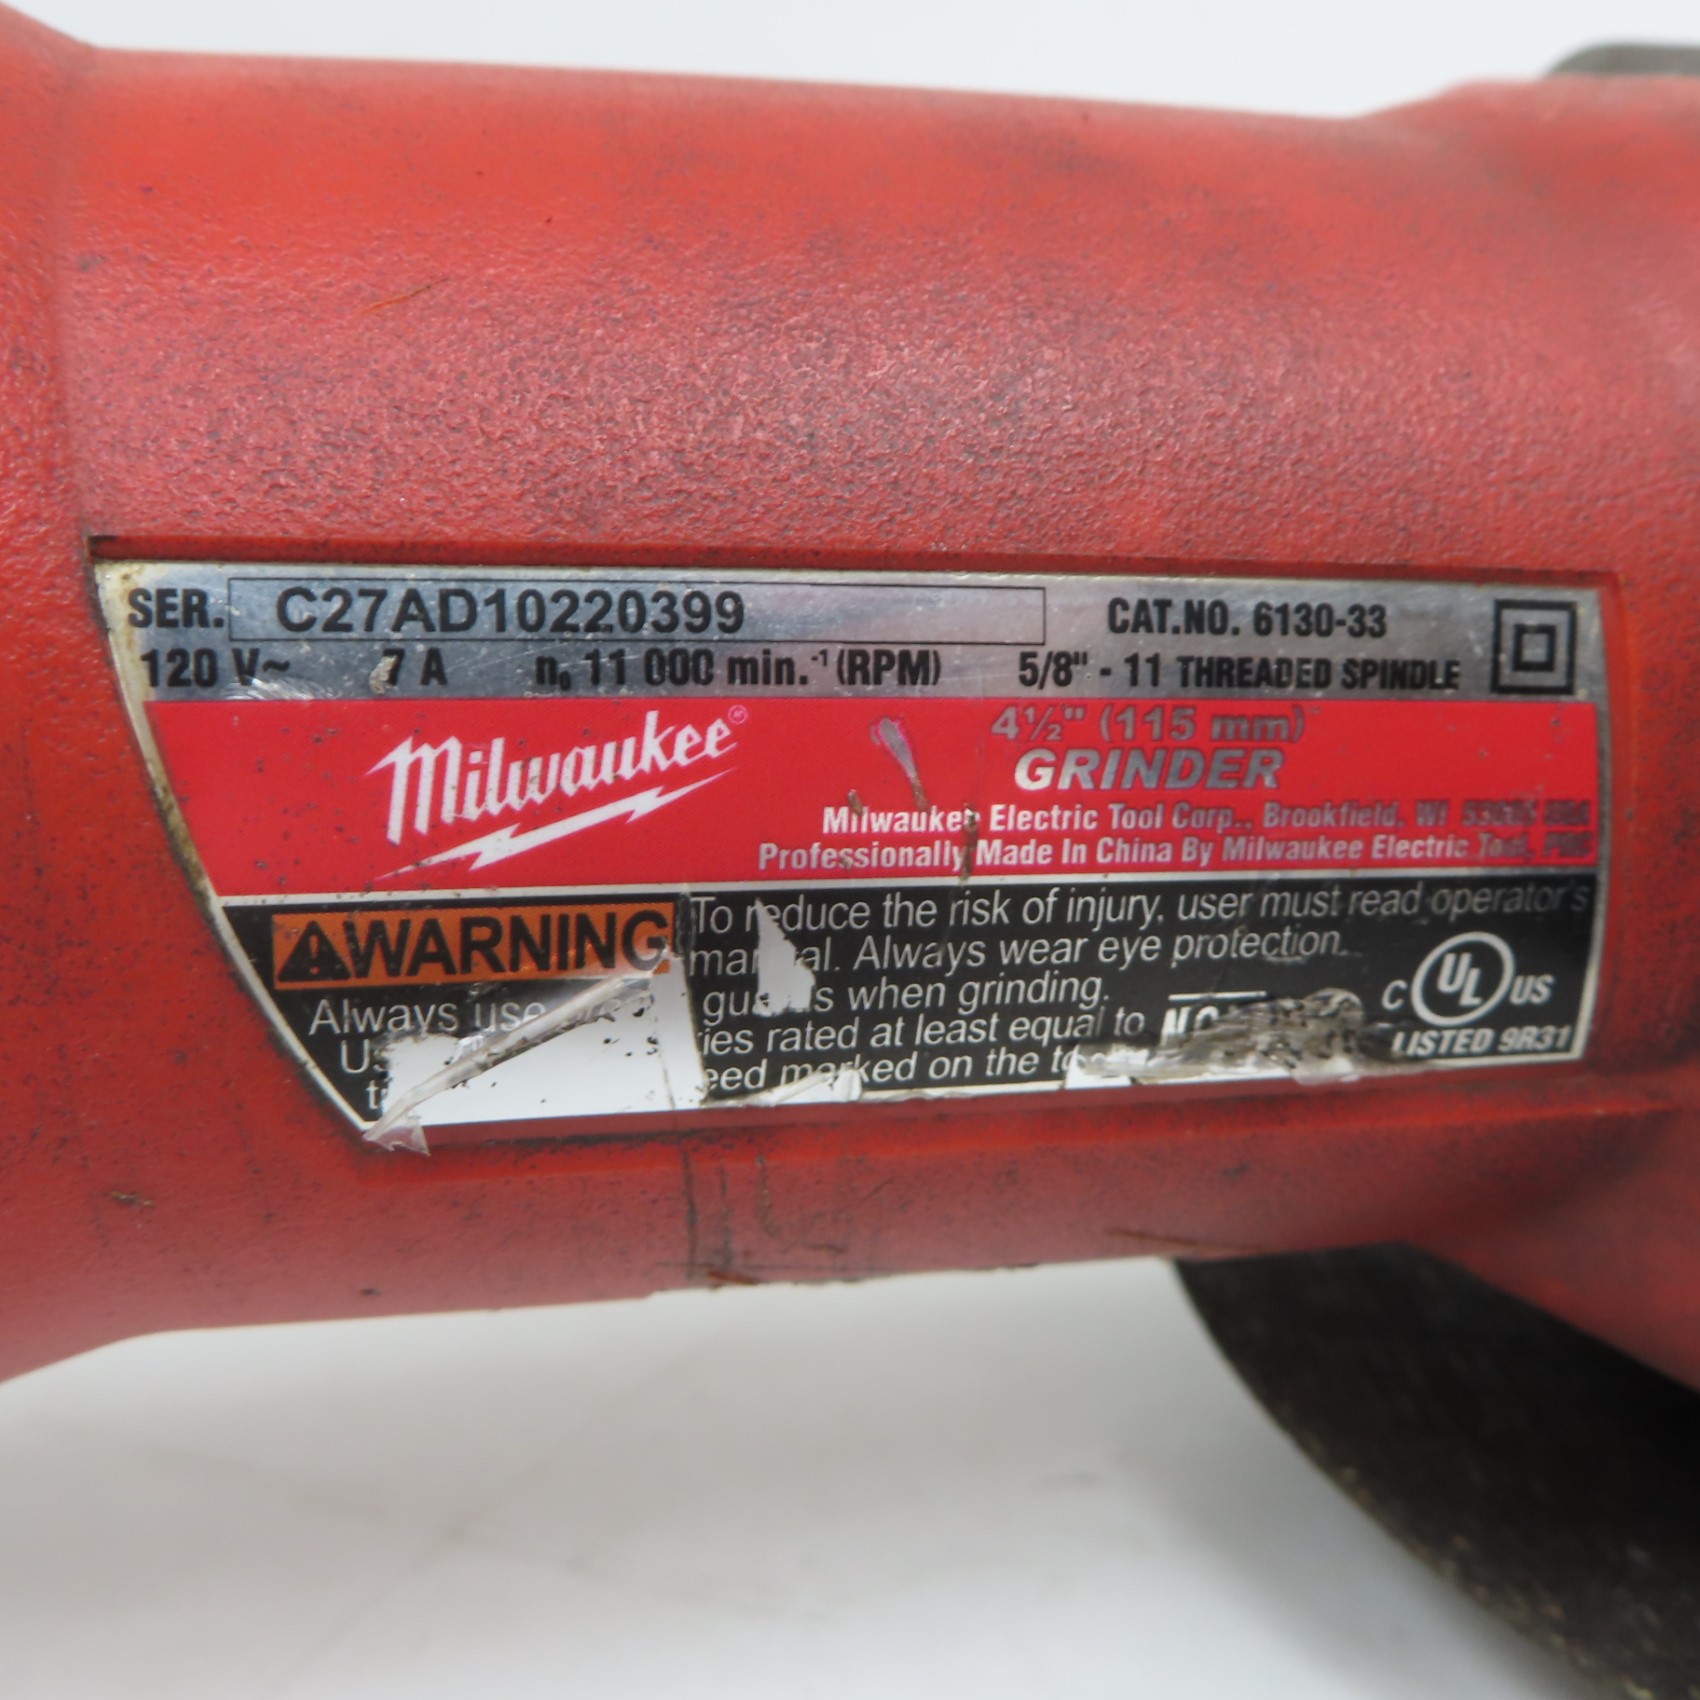 SER. C27AD10220399 CAT.NO. 6130-33
120 V~ 7 A n₀ 11 000 min.⁻¹ (RPM) 5/8" - 11 THREADED SPINDLE
Milwaukee®
4½" (115 mm)
GRINDER
Milwaukee Electric Tool Corp., Brookfield, WI
Professionally Made In China By Milwaukee Electric
WARNING To reduce the risk of injury, user must read operator's
manual. Always wear eye protection.
Always use guards when grinding.
rated at least equal to
marked on the
C UL US
LISTED 9R31